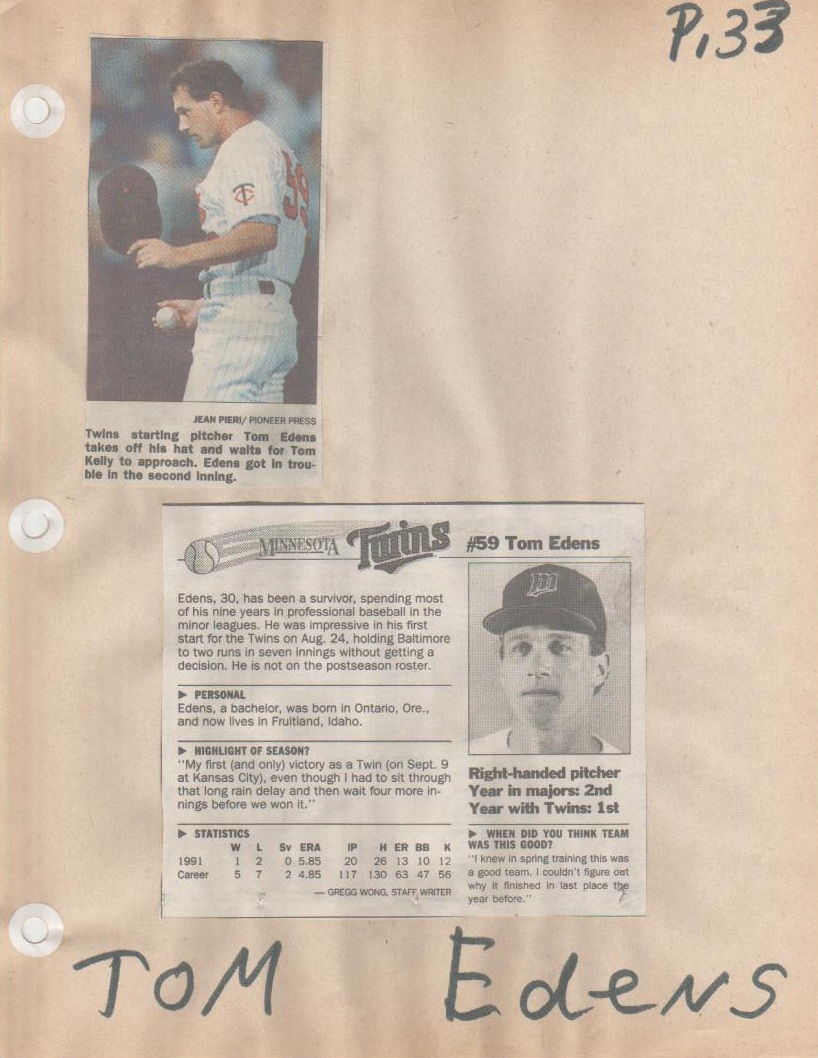 P.33
59
TC
JEAN PIERI/ PIONEER PRESS
Twins starting pitcher Tom Edens
takes off his hat and waits for Tom
Kelly to approach. Edens got in trou-
ble in the second inning.
MINNESOTA Twins #59 Tom Edens
Edens, 30, has been a survivor, spending most
of his nine years in professional baseball in the
minor leagues. He was impressive in his first
start for the Twins on Aug. 24, holding Baltimore
to two runs in seven innings without getting a
decision. He is not on the postseason roster.
► PERSONAL
Edens, a bachelor, was born in Ontario, Ore.,
and now lives in Fruitland, Idaho.
► HIGHLIGHT OF SEASON?
"My first (and only) victory as a Twin (on Sept. 9
at Kansas City), even though I had to sit through
that long rain delay and then wait four more in-
nings before we won it."
► STATISTICS
W L Sv ERA IP H ER BB K
1991 1 2 0 5.85 20 26 13 10 12
Career 5 7 2 4.85 117 130 63 47 56
— GREGG WONG, STAFF WRITER
m
Right-handed pitcher
Year in majors: 2nd
Year with Twins: 1st
► WHEN DID YOU THINK TEAM
WAS THIS GOOD?
"I knew in spring training this was
a good team. I couldn't figure out
why it finished in last place the
year before."
TOM Edens